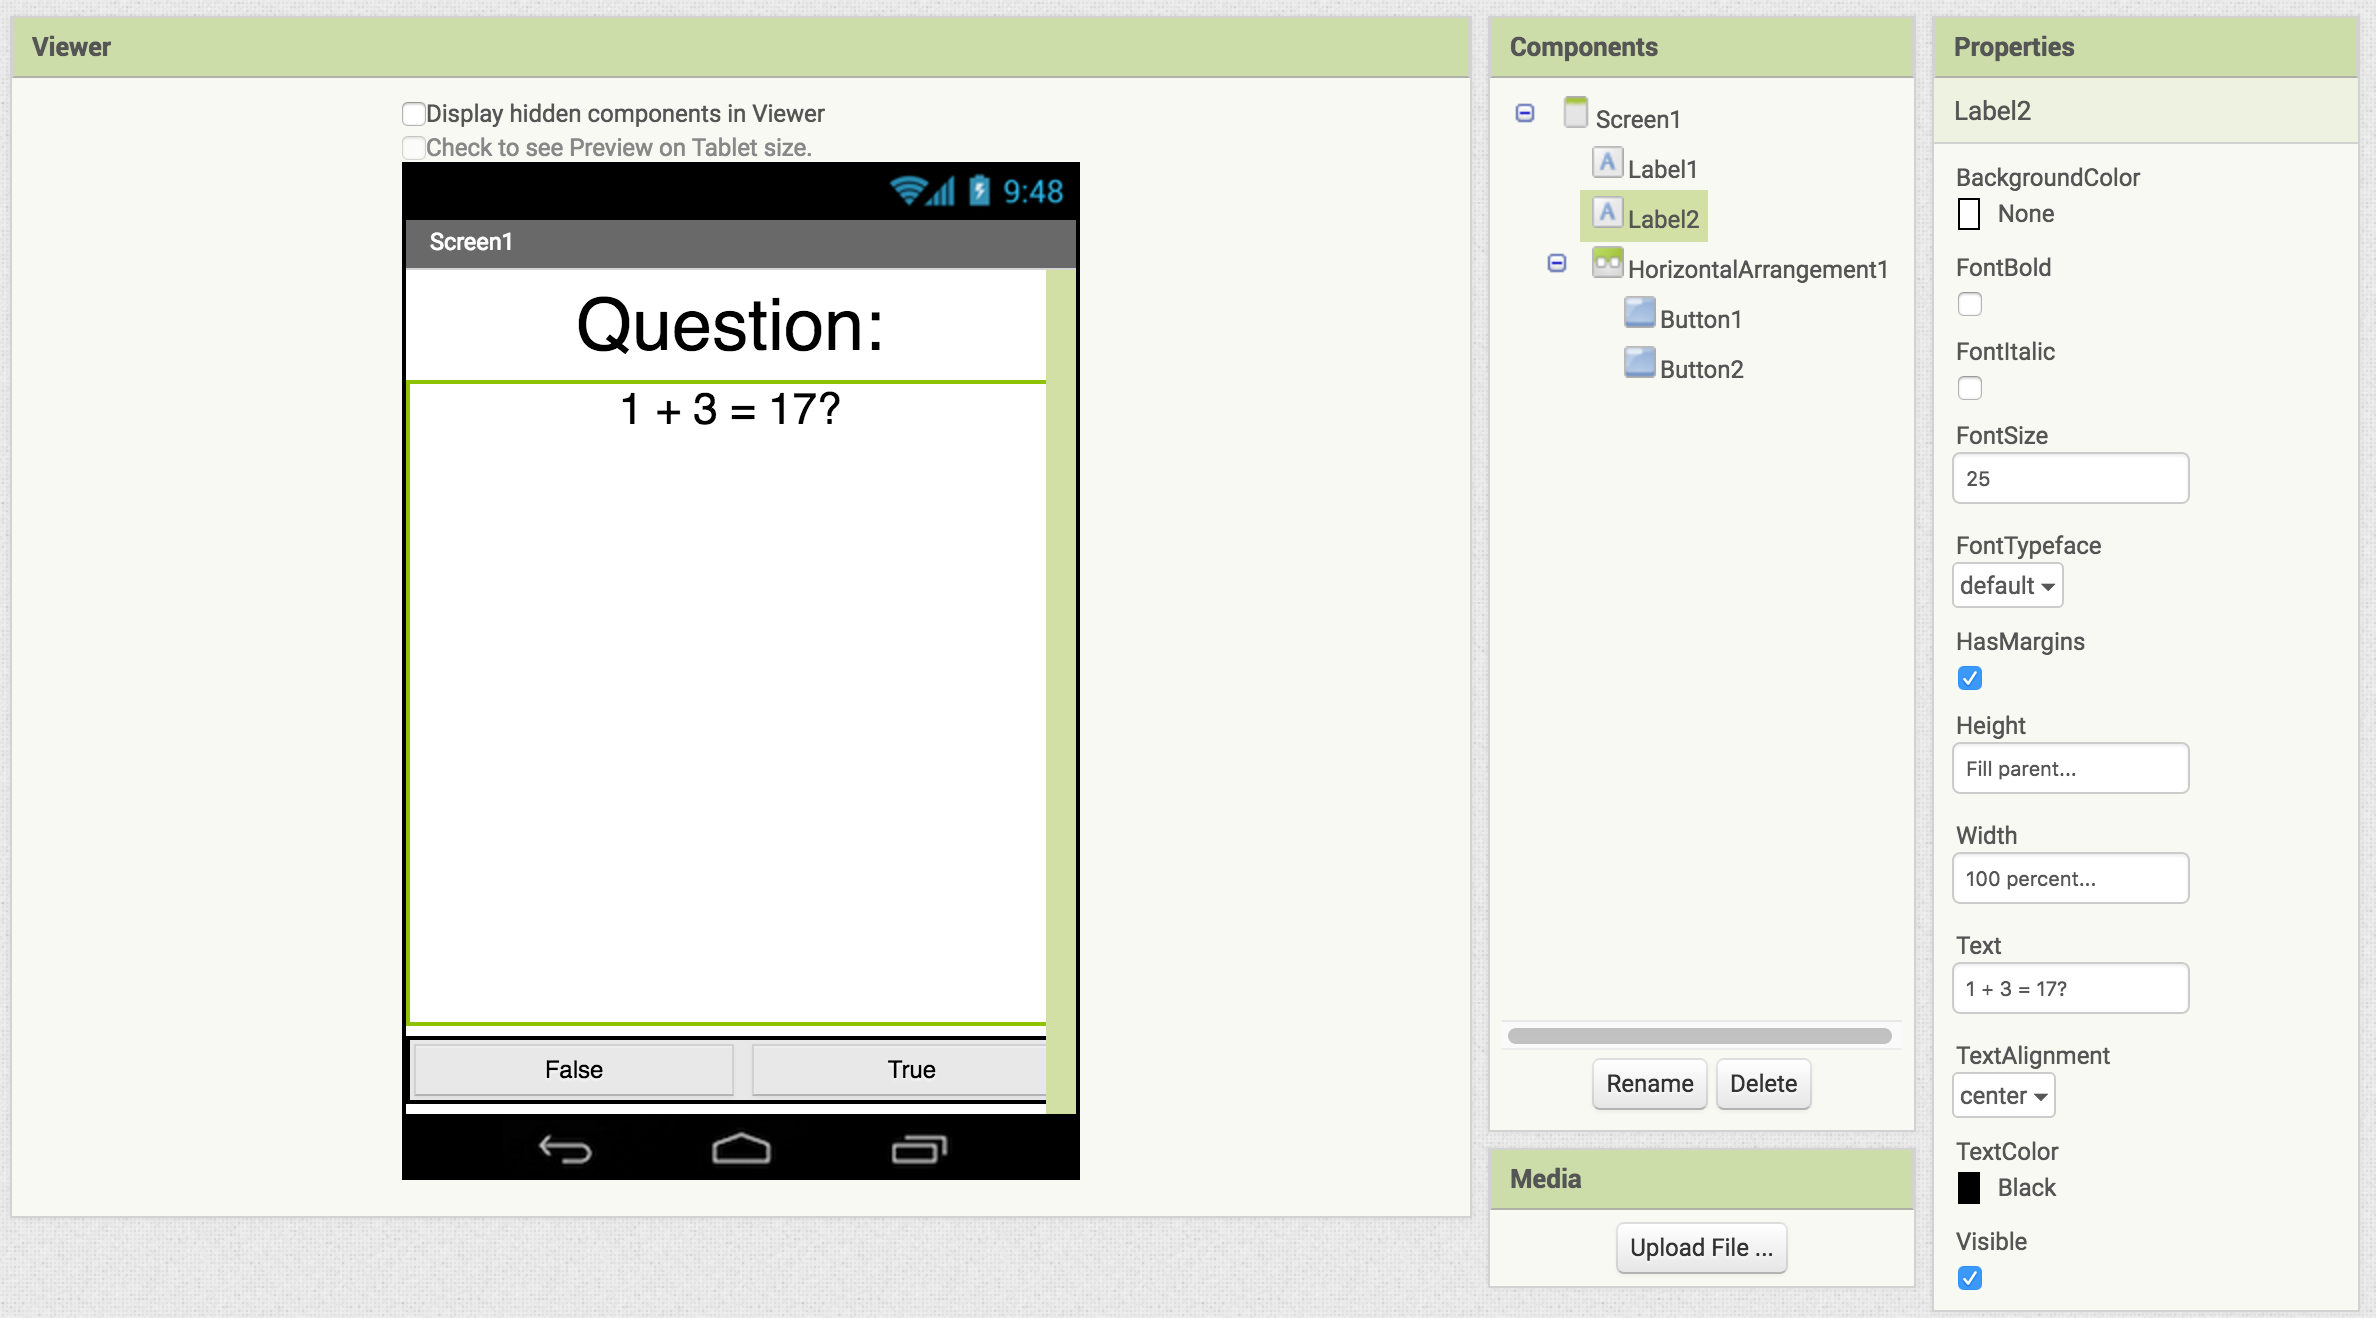 Viewer
Display hidden components in Viewer
Check to see Preview on Tablet size.
9:48
Screen1
Question:
1 + 3 = 17?
False
True
Components
Screen1
Label1
Label2
HorizontalArrangement1
Button1
Button2
Rename
Delete
Media
Upload File ...
Properties
Label2
BackgroundColor
None
FontBold
FontItalic
FontSize
25
FontTypeface
default
HasMargins
Height
Fill parent...
Width
100 percent...
Text
1 + 3 = 17?
TextAlignment
center
TextColor
Black
Visible